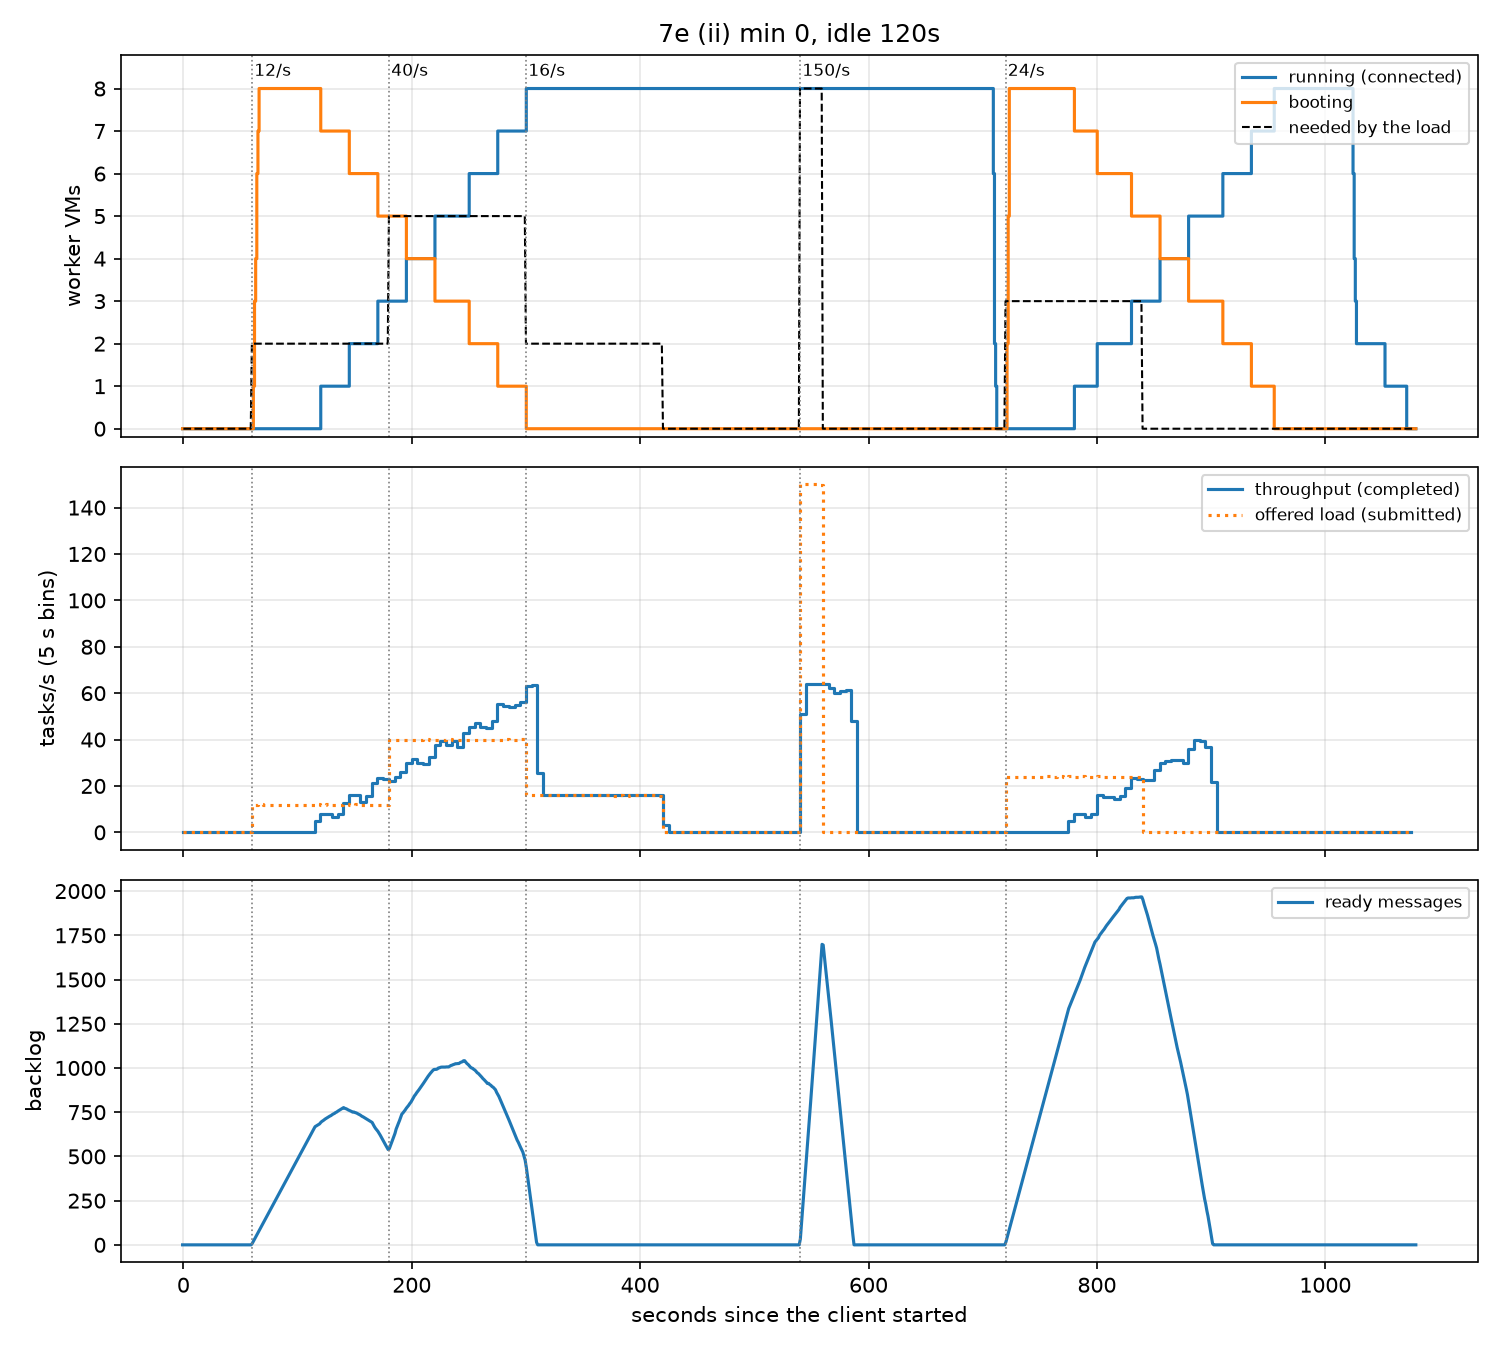 7e (ii) min 0, idle 120s
12/s
40/s
16/s
150/s
24/s
running (connected)
booting
needed by the load
worker VMs
8
7
6
5
4
3
2
1
0
throughput (completed)
offered load (submitted)
tasks/s (5 s bins)
140
120
100
80
60
40
20
0
ready messages
backlog
2000
1750
1500
1250
1000
750
500
250
0
0
200
400
600
800
1000
seconds since the client started